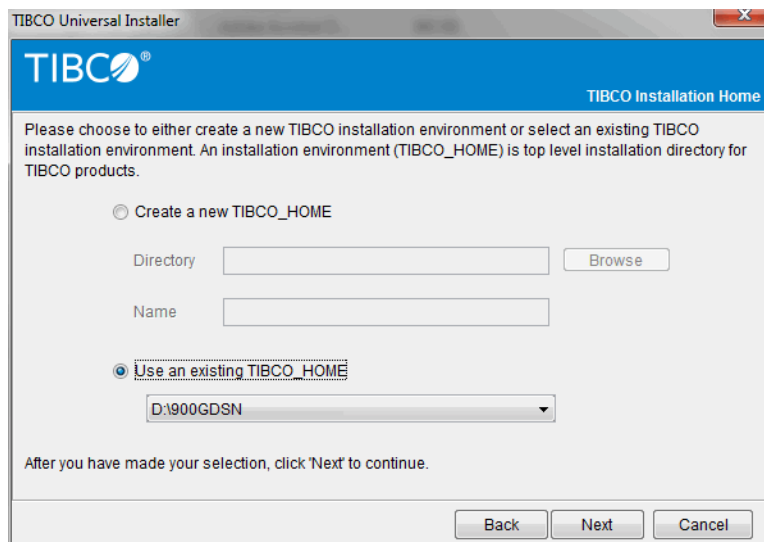 TIBCO Universal Installer
TIBCO®
TIBCO Installation Home
Please choose to either create a new TIBCO installation environment or select an existing TIBCO
installation environment. An installation environment (TIBCO_HOME) is top level installation directory for
TIBCO products.
Create a new TIBCO_HOME
Directory
Browse
Name
Use an existing TIBCO_HOME
D:\900GDSN
After you have made your selection, click 'Next' to continue.
Back Next Cancel